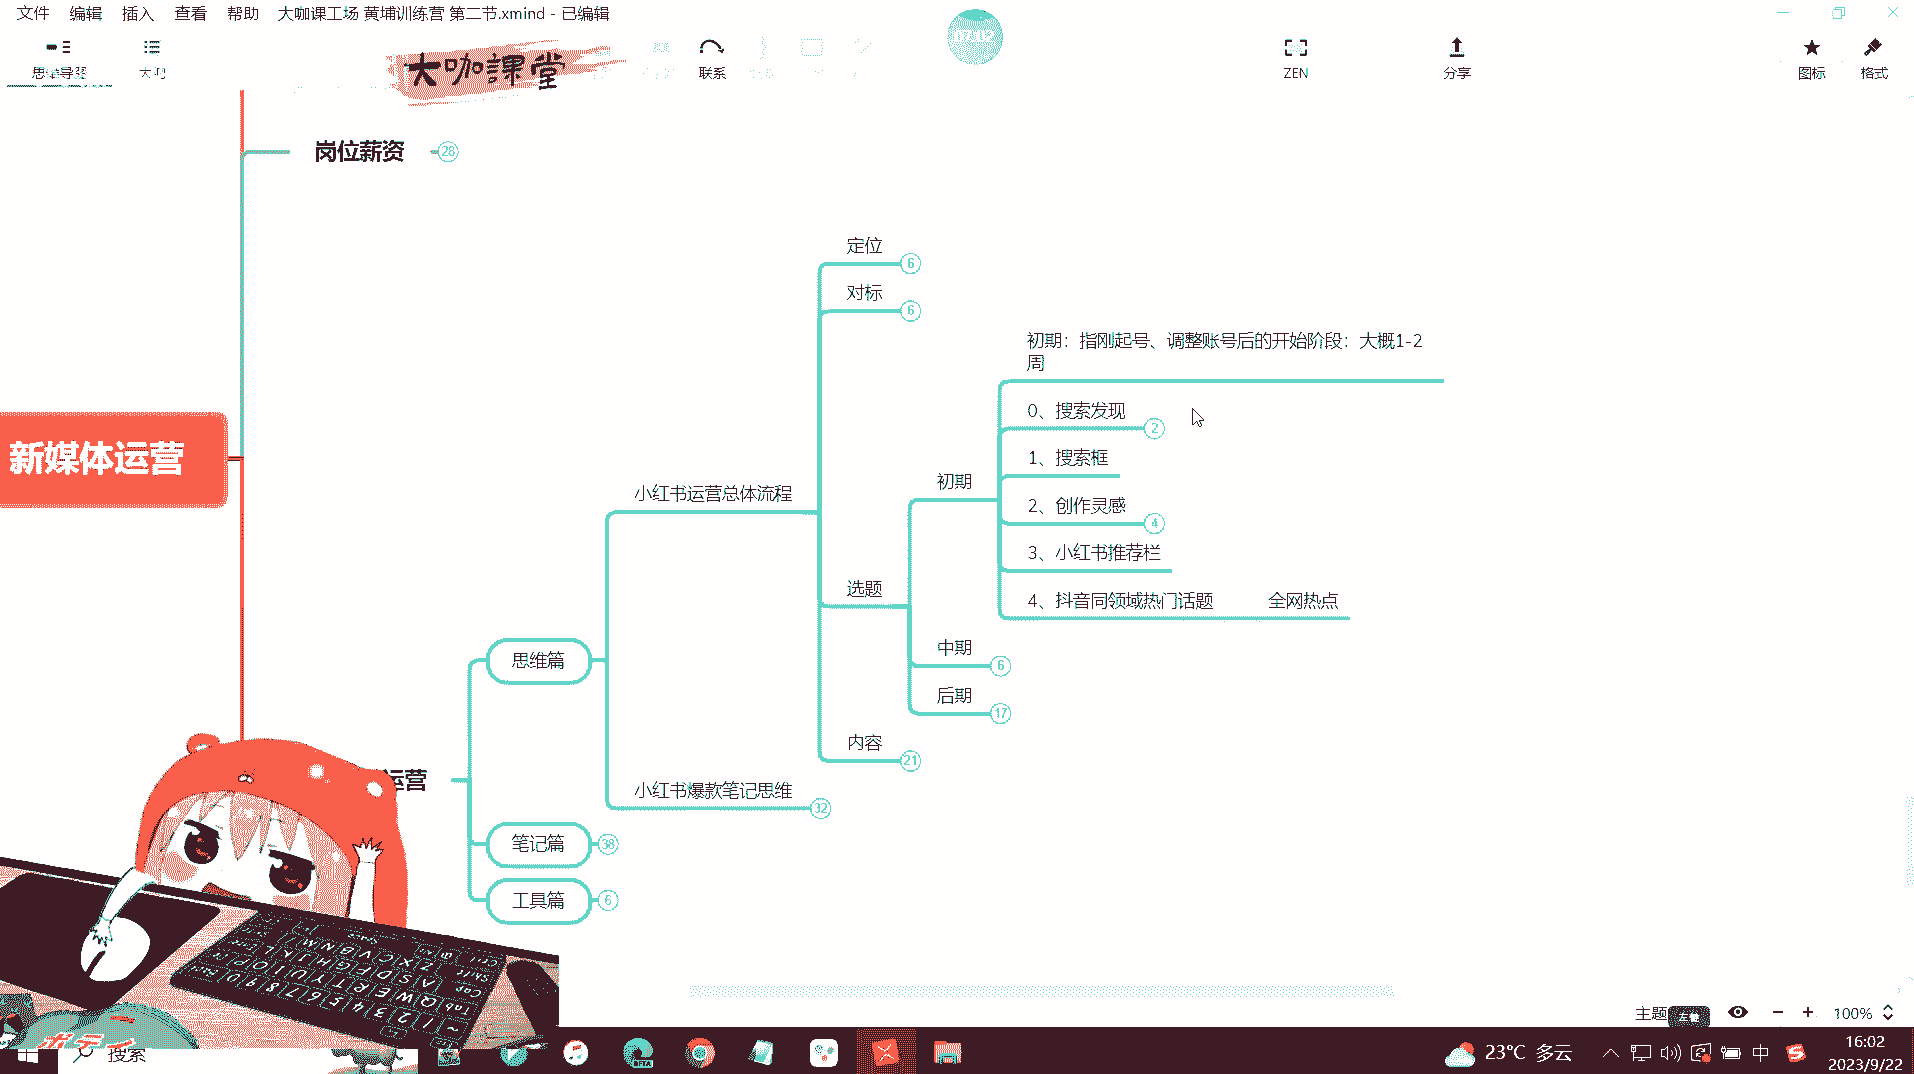 文件 编辑 插入 查看 帮助 大咖课工场 黄埔训练营 第二节.xmind - 已编辑
07:02
思维导图 大纲 大咖課堂 联系 ZEN 分享 图标 格式
岗位薪资 28
定位 6
对标 6
初期：指刚起号、调整账号后的开始阶段：大概1-2
周
0、搜索发现 2
1、搜索框
新媒体运营
初期
小红书运营总体流程
2、创作灵感 4
3、小红书推荐栏
选题
4、抖音同领域热门话题 全网热点
中期 6
思维篇
后期 17
内容 21
运营
小红书爆款笔记思维 32
笔记篇 38
工具篇 6
主题 100%
搜索
23°C 多云 中
16:02
2023/9/22